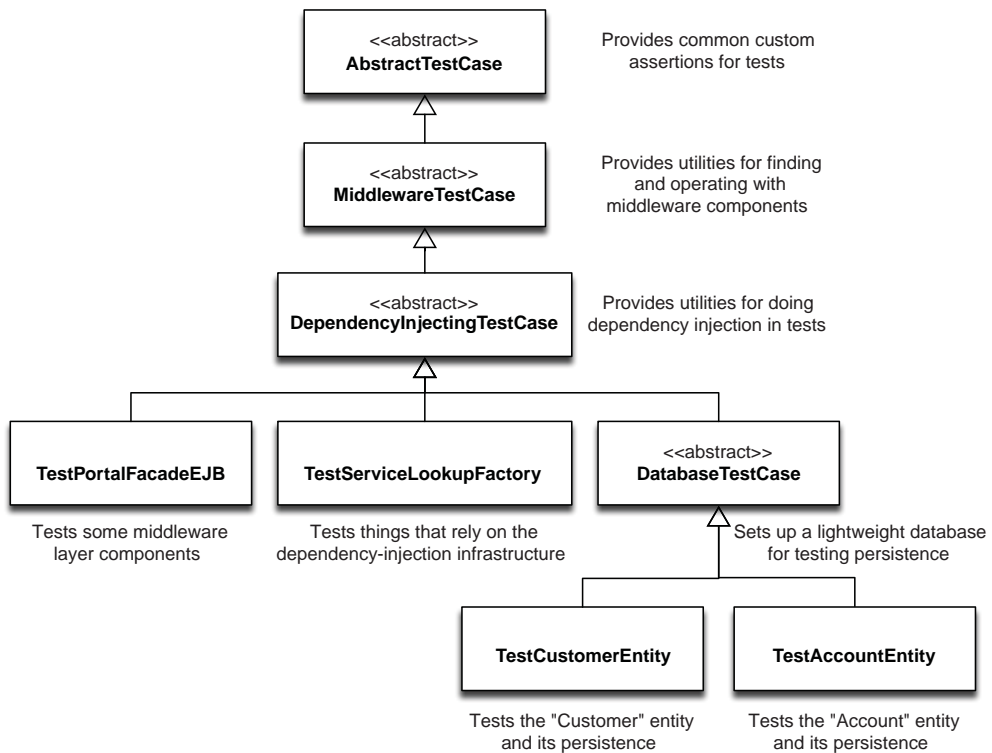 <<abstract>>
AbstractTestCase
Provides common custom
assertions for tests
<<abstract>>
MiddlewareTestCase
Provides utilities for finding
and operating with
middleware components
<<abstract>>
DependencyInjectingTestCase
Provides utilities for doing
dependency injection in tests
TestPortalFacadeEJB
Tests some middleware
layer components
TestServiceLookupFactory
Tests things that rely on the
dependency-injection infrastructure
<<abstract>>
DatabaseTestCase
Sets up a lightweight database
for testing persistence
TestCustomerEntity
Tests the "Customer" entity
and its persistence
TestAccountEntity
Tests the "Account" entity
and its persistence